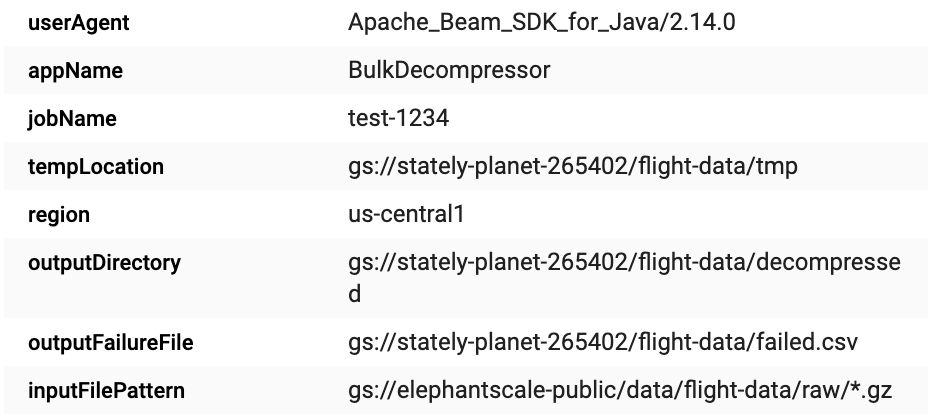 userAgent Apache_Beam_SDK_for_Java/2.14.0
appName BulkDecompressor
jobName test-1234
tempLocation gs://stately-planet-265402/flight-data/tmp
region us-central1
outputDirectory gs://stately-planet-265402/flight-data/decompresse
d
outputFailureFile gs://stately-planet-265402/flight-data/failed.csv
inputFilePattern gs://elephantscale-public/data/flight-data/raw/*.gz